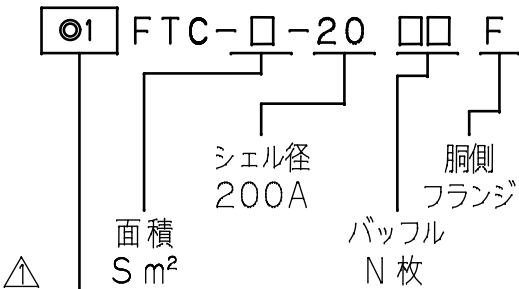 ◎1 FTC-□-20 □□ F
シェル径
200A
胴側
フランジ
面積
S m²
バッフル
N 枚
1